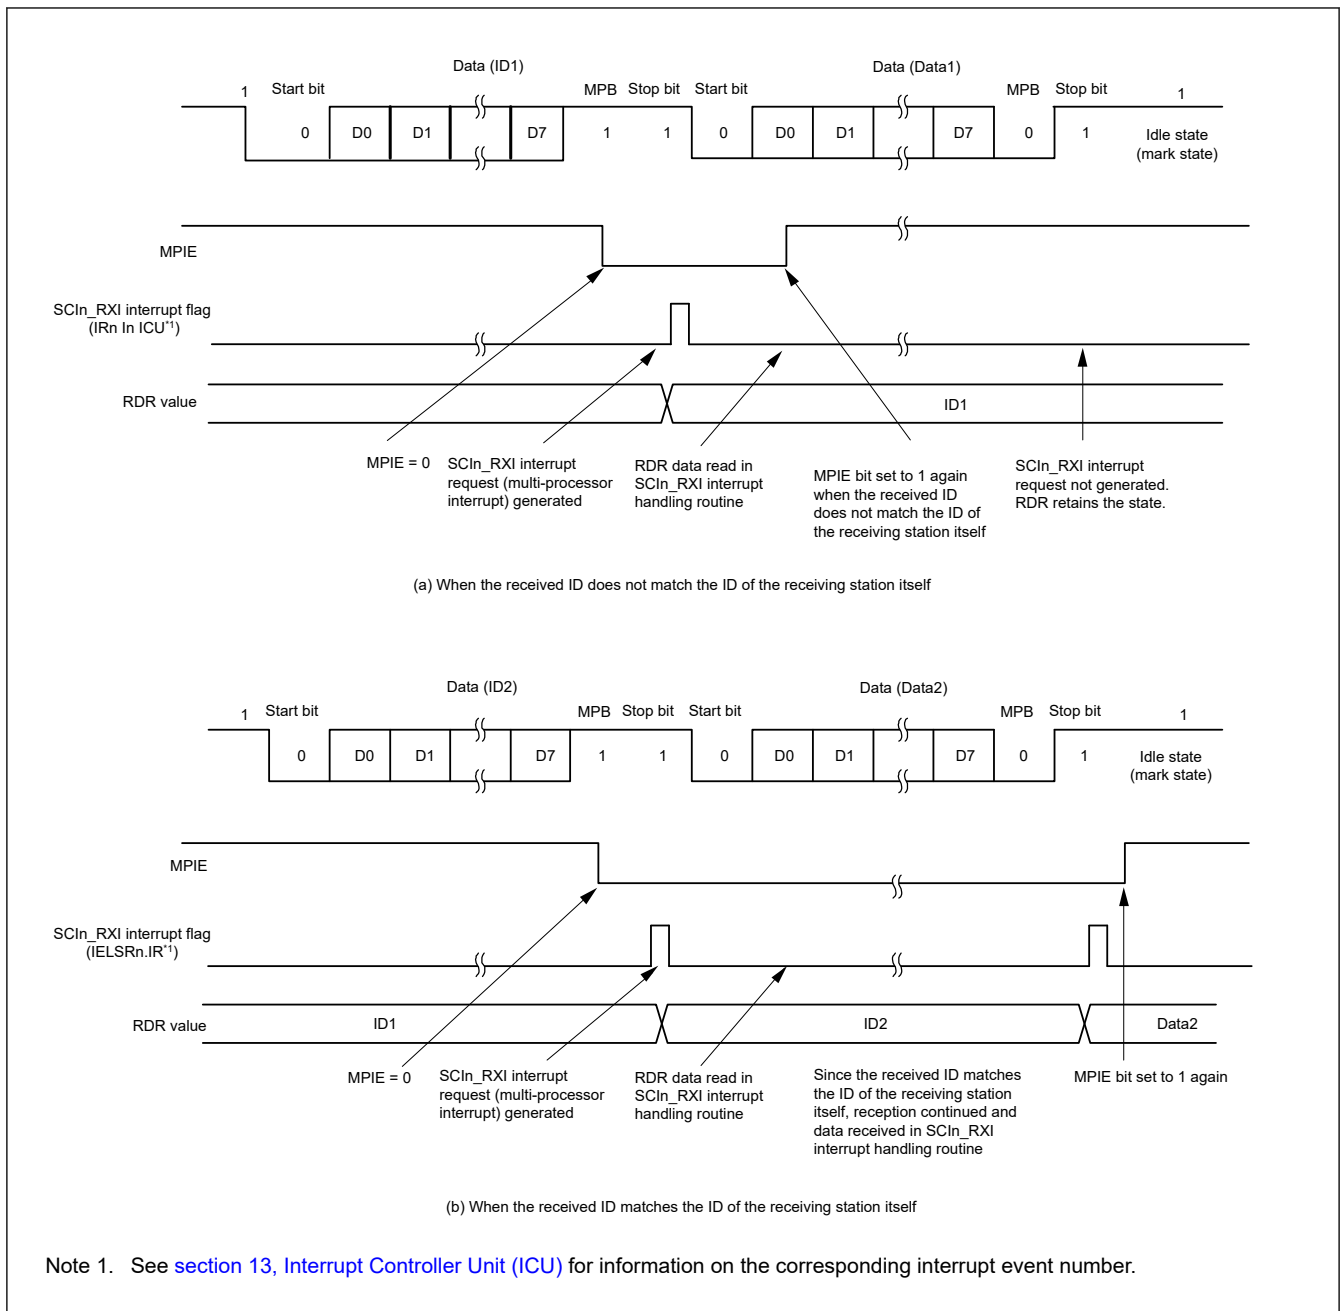 Data (ID1)
Data (Data1)
1
Start bit
MPB
Stop bit
Start bit
MPB
Stop bit
1
0
D0
D1
D7
1
1
0
D0
D1
D7
0
1
Idle state
(mark state)
MPIE
SCIn_RXI interrupt flag
(IRn In ICU*1)
RDR value
ID1
MPIE = 0
SCIn_RXI interrupt
request (multi-processor
interrupt) generated
RDR data read in
SCIn_RXI interrupt
handling routine
MPIE bit set to 1 again
when the received ID
does not match the ID of
the receiving station itself
SCIn_RXI interrupt
request not generated.
RDR retains the state.
(a) When the received ID does not match the ID of the receiving station itself
Data (ID2)
Data (Data2)
1
Start bit
MPB
Stop bit
Start bit
MPB
Stop bit
1
0
D0
D1
D7
1
1
0
D0
D1
D7
0
1
Idle state
(mark state)
MPIE
SCIn_RXI interrupt flag
(IELSRn.IR*1)
RDR value
ID1
ID2
Data2
MPIE = 0
SCIn_RXI interrupt
request (multi-processor
interrupt) generated
RDR data read in
SCIn_RXI interrupt
handling routine
Since the received ID matches
the ID of the receiving station
itself, reception continued and
data received in SCIn_RXI
interrupt handling routine
MPIE bit set to 1 again
(b) When the received ID matches the ID of the receiving station itself
Note 1. See section 13, Interrupt Controller Unit (ICU) for information on the corresponding interrupt event number.